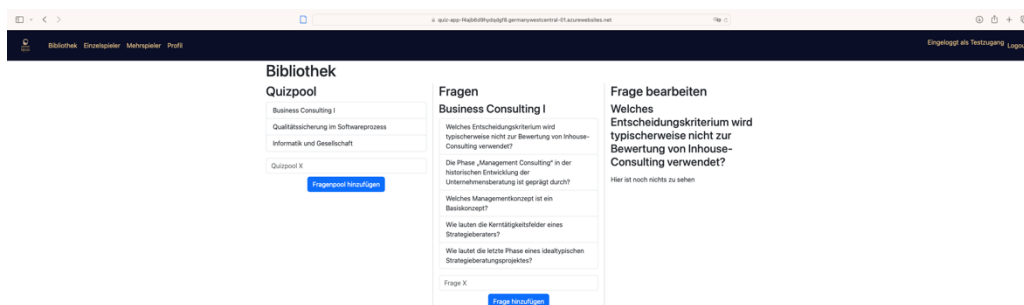 quiz-app-f4ajb6d9hydqdgf6.germanywestcentral-01.azurewebsites.net
Bibliothek Einzelspieler Mehrspieler Profil
Eingeloggt als Testzugang
Bibliothek
Quizpool
Business Consulting I
Qualitätssicherung im Softwareprozess
Informatik und Gesellschaft
Quizpool X
Fragenpool hinzufügen
Fragen
Business Consulting I
Welches Entscheidungskriterium wird
typischerweise nicht zur Bewertung von Inhouse-
Consulting verwendet?
Die Phase „Management Consulting“ in der
historischen Entwicklung der
Unternehmensberatung ist geprägt durch?
Welches Managementkonzept ist ein
Basiskonzept?
Wie lauten die Kerntätigkeitsfelder eines
Strategieberaters?
Wie lautet die letzte Phase eines idealtypischen
Strategieberatungsprojektes?
Frage X
Frage hinzufügen
Frage bearbeiten
Welches
Entscheidungskriterium wird
typischerweise nicht zur
Bewertung von Inhouse-
Consulting verwendet?
Hier ist noch nichts zu sehen